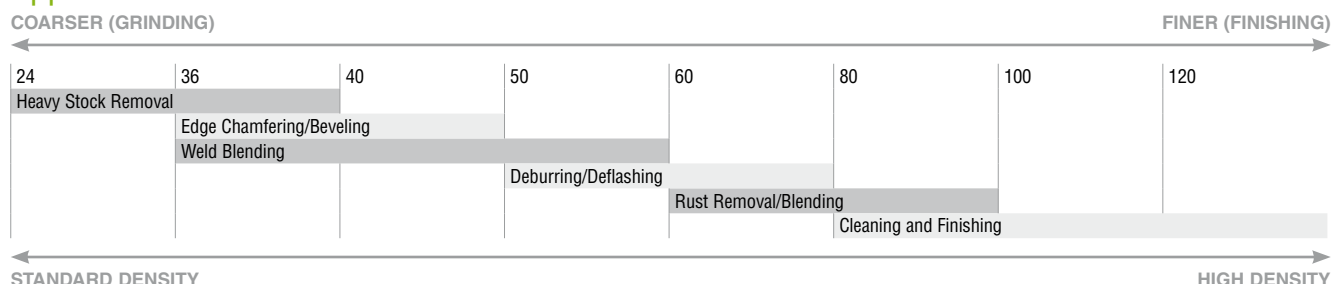 COARSER (GRINDING) FINER (FINISHING)
24 36 40 50 60 80 100 120
Heavy Stock Removal
Edge Chamfering/Beveling
Weld Blending
Deburring/Deflashing
Rust Removal/Blending
Cleaning and Finishing
STANDARD DENSITY HIGH DENSITY